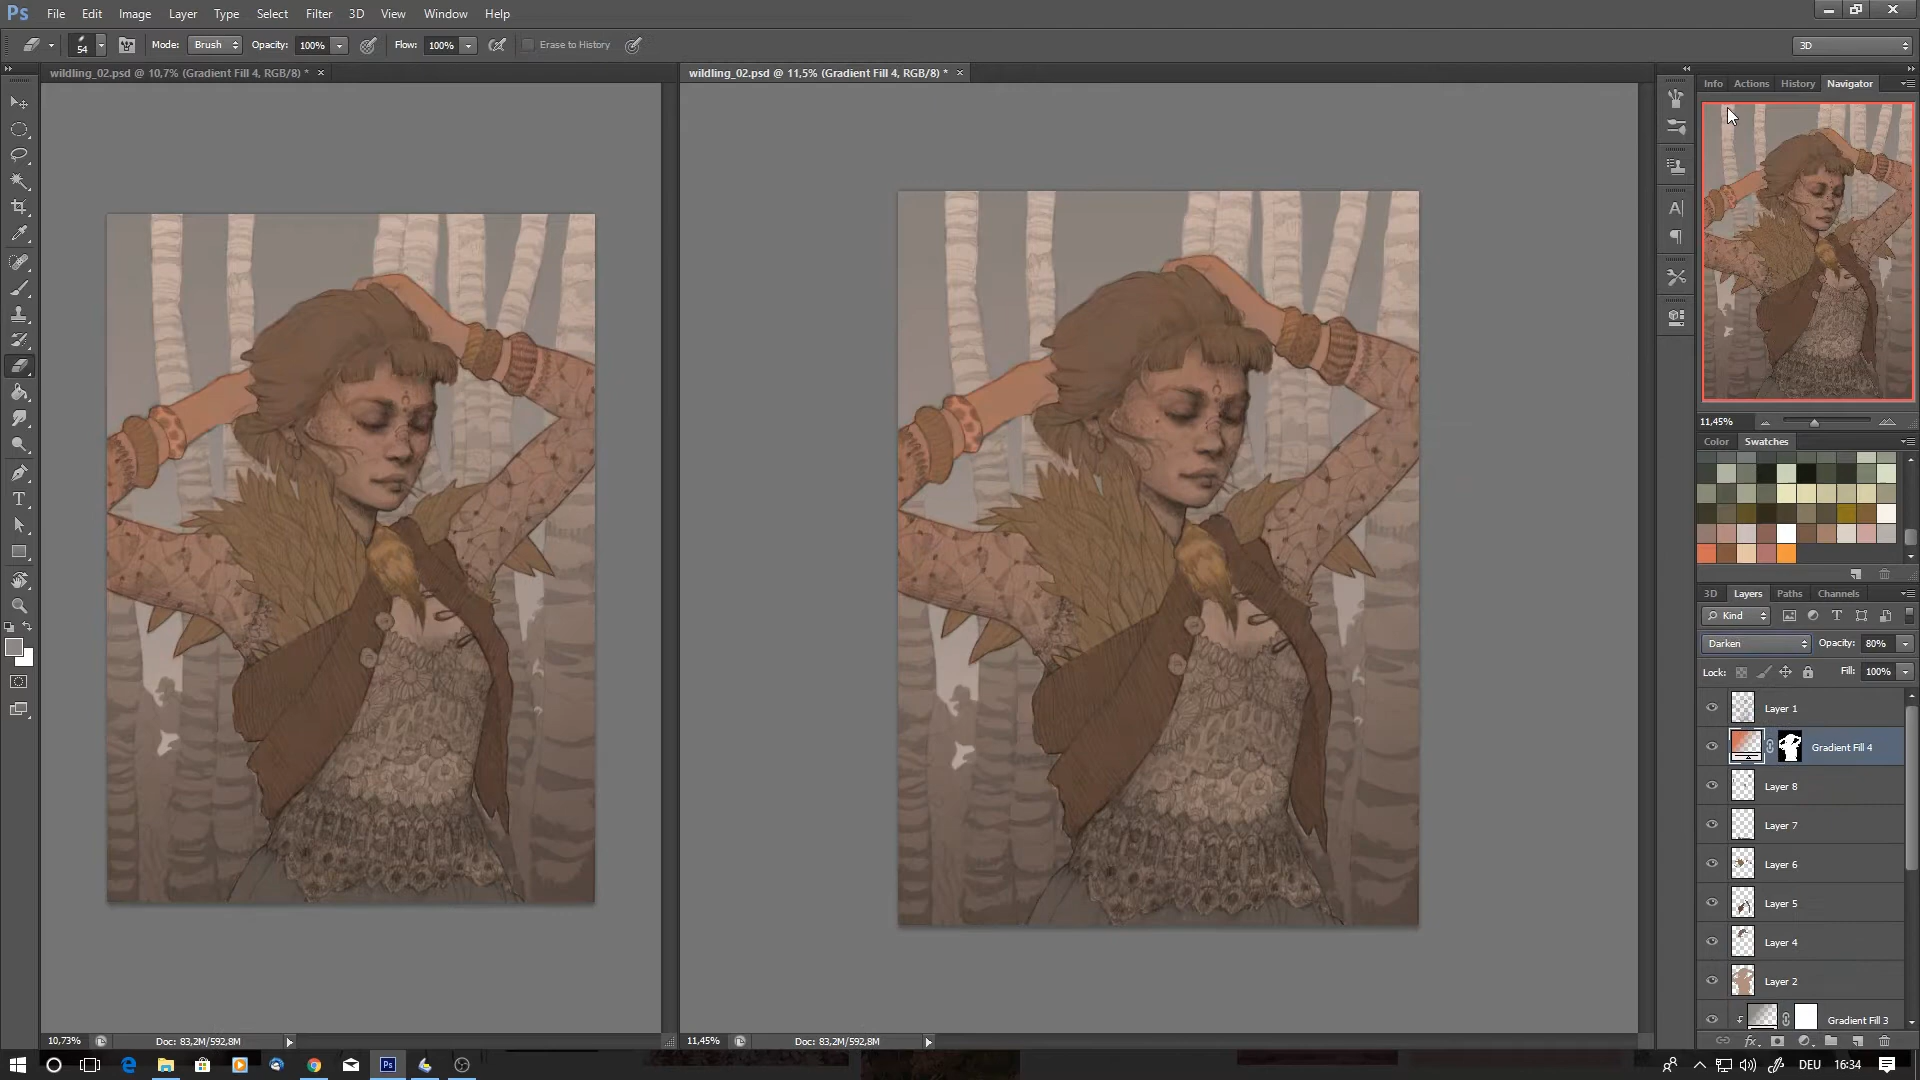 Ps File Edit Image Layer Type Select Filter 3D View Window Help
54 Mode: Brush Opacity: 100% Flow: 100% Erase to History 3D
wildling_02.psd @ 10,7% (Gradient Fill 4, RGB/8) * × wildling_02.psd @ 11,5% (Gradient Fill 4, RGB/8) * ×
Info Actions History Navigator
11,45%
Color Swatches
3D Layers Paths Channels
Kind
Darken Opacity: 80%
Lock: Fill: 100%
Layer 1
Gradient Fill 4
Layer 8
Layer 7
Layer 6
Layer 5
Layer 4
Layer 2
Gradient Fill 3
10,73% Doc: 83,2M/592,8M 11,45% Doc: 83,2M/592,8M
Ps DEU 16:34